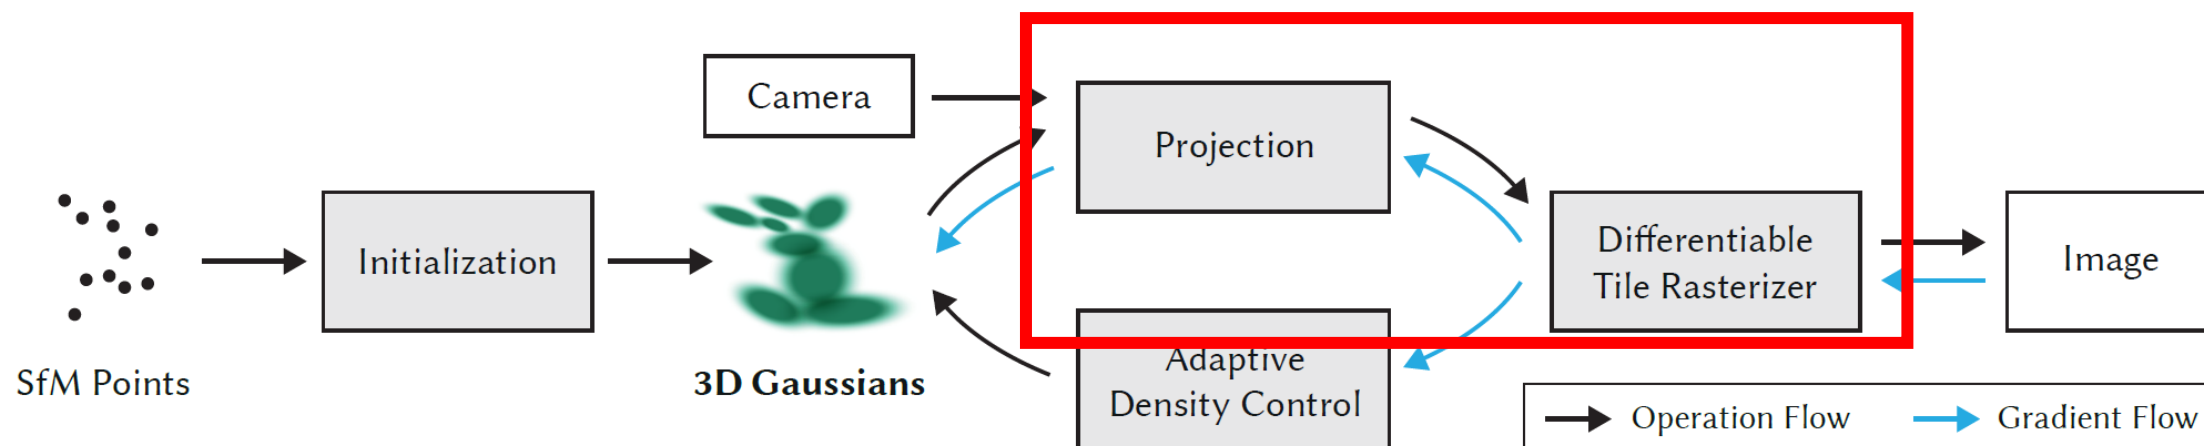 Camera
Projection
Initialization
Differentiable
Tile Rasterizer
Image
Adaptive
Density Control
SfM Points
3D Gaussians
Operation Flow
Gradient Flow